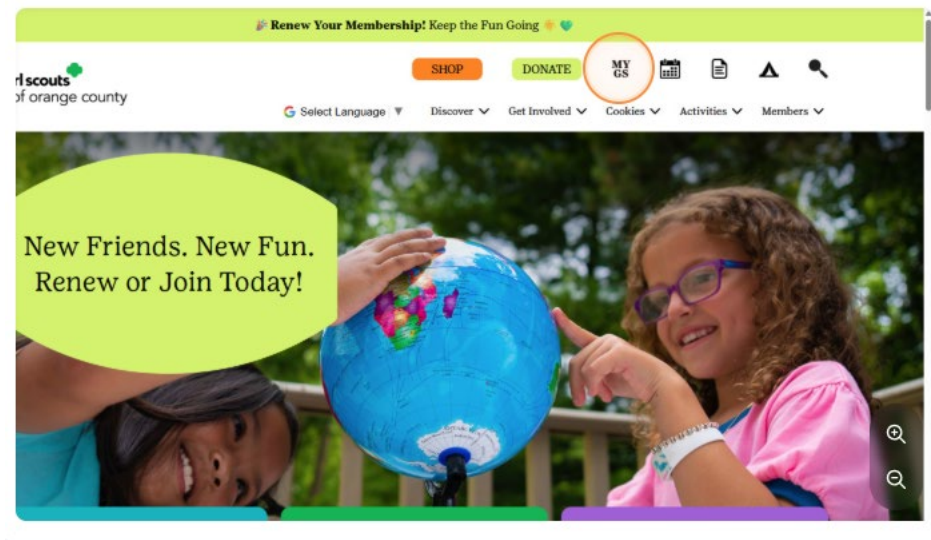 🎉 Renew Your Membership! Keep the Fun Going ☀️ 💚
rl scouts
of orange county
SHOP
DONATE
MY
GS
Select Language ▼
Discover
Get Involved
Cookies
Activities
Members
New Friends. New Fun.
Renew or Join Today!